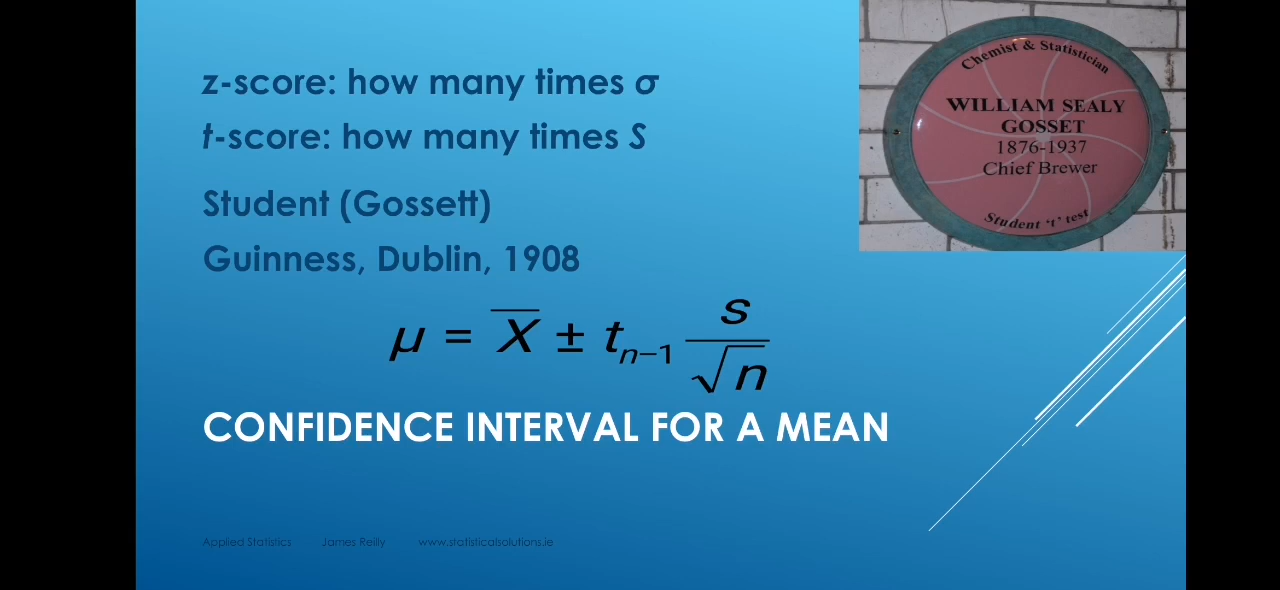 z-score: how many times σ
t-score: how many times S
Student (Gossett)
Guinness, Dublin, 1908
μ = x̄ ± tₙ₋₁ s/√n
CONFIDENCE INTERVAL FOR A MEAN
Applied Statistics James Reilly www.statisticalsolutions.ie
Chemist & Statistician
WILLIAM SEALY
GOSSET
1876-1937
Chief Brewer
Student 't' test